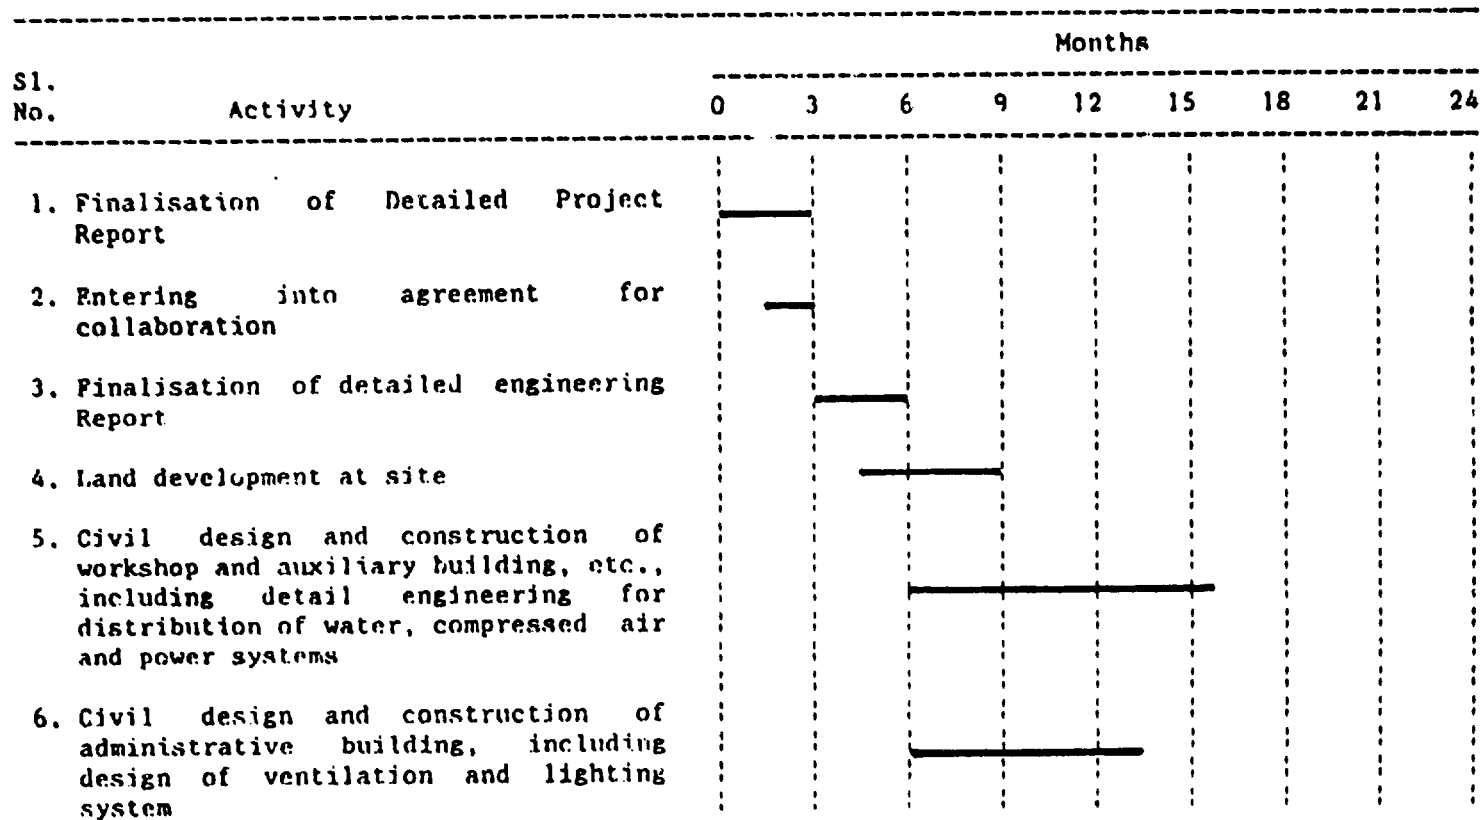 Months
Sl.
No. Activity 0 3 6 9 12 15 18 21 24
1. Finalisation of Detailed Project
Report
2. Entering into agreement for
collaboration
3. Finalisation of detailed engineering
Report
4. Land development at site
5. Civil design and construction of
workshop and auxiliary building, etc.,
including detail engineering for
distribution of water, compressed air
and power systems
6. Civil design and construction of
administrative building, including
design of ventilation and lighting
system